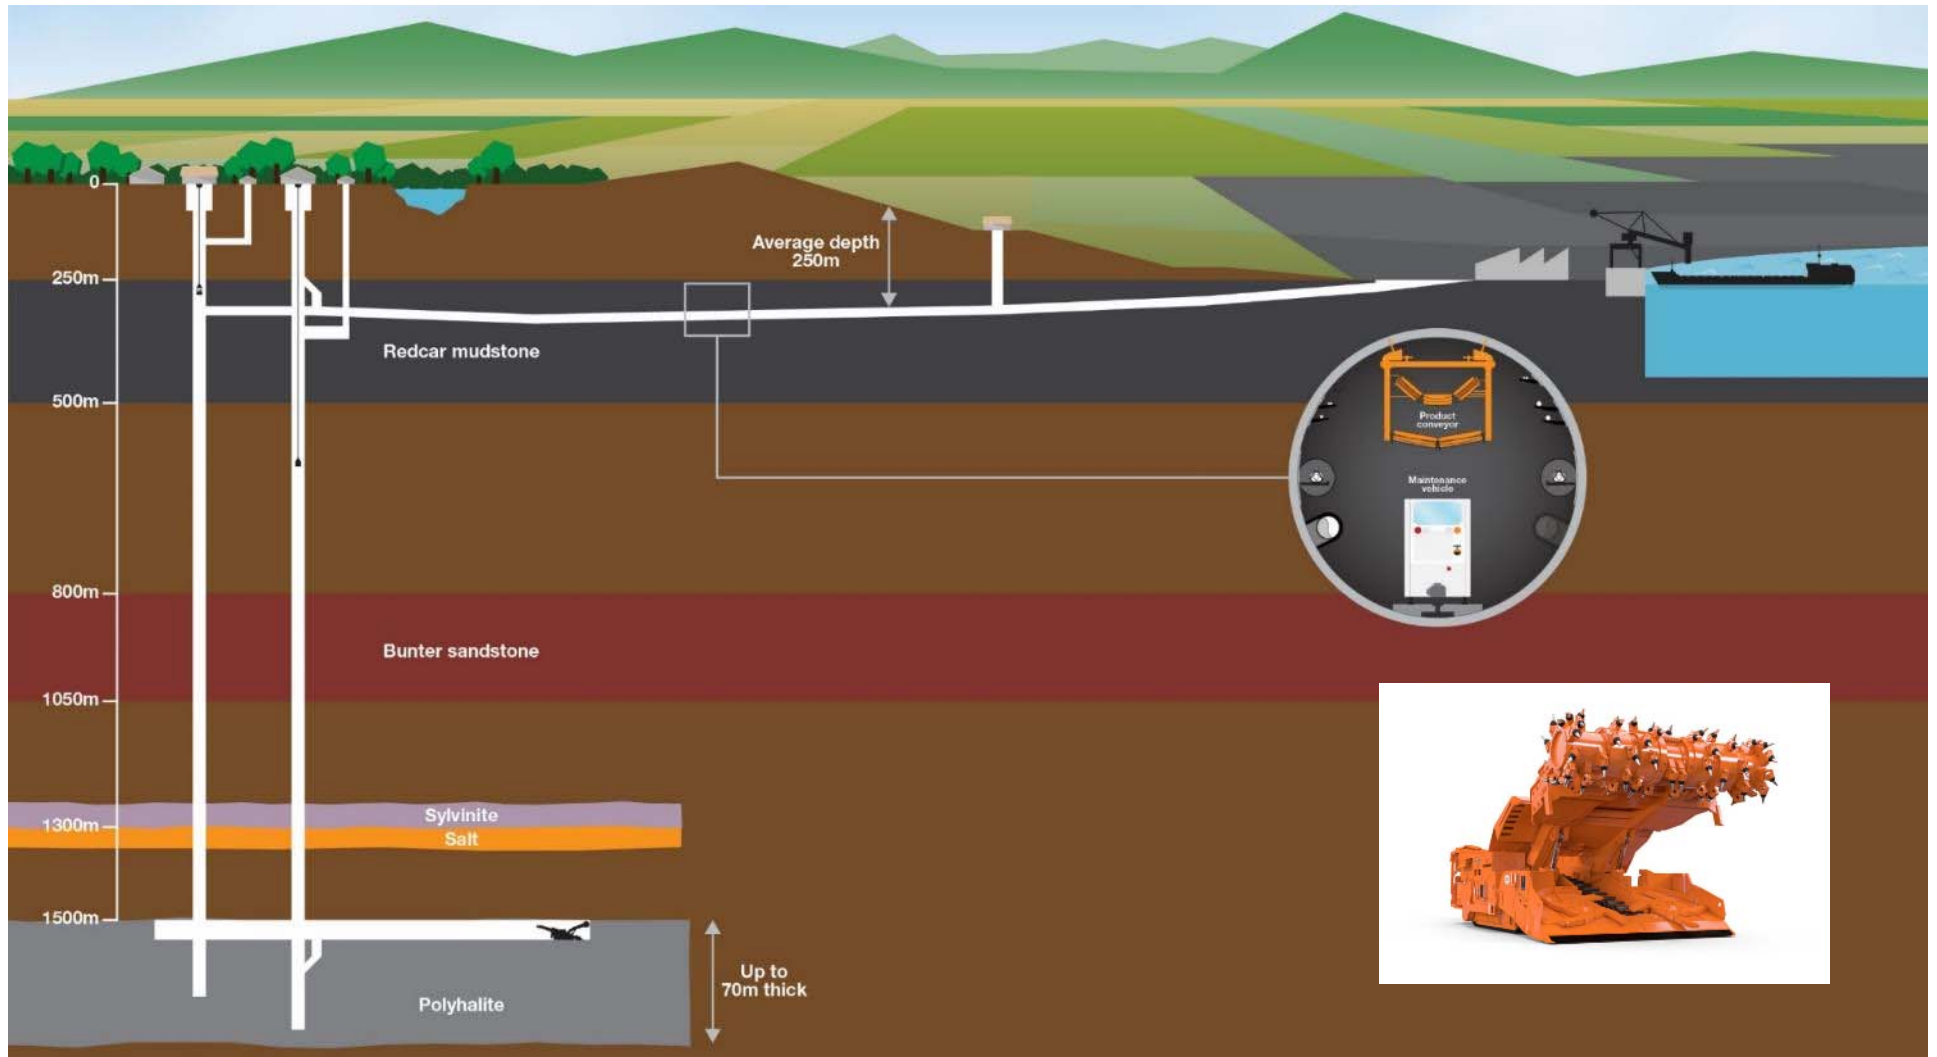 0
Average depth
250m
250m
Redcar mudstone
500m
Product
conveyor
Maintenance
vehicle
800m
Bunter sandstone
1050m
Sylvinite
1300m
Salt
1500m
Up to
70m thick
Polyhalite